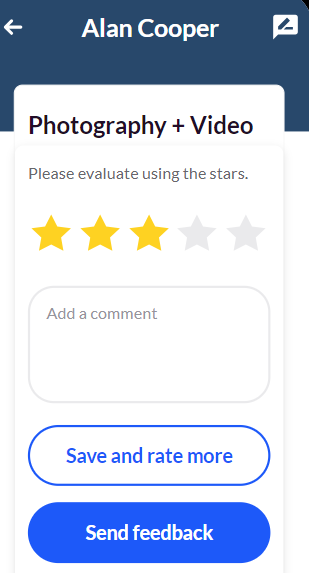 Alan Cooper
Photography + Video
Please evaluate using the stars.
Add a comment
Save and rate more
Send feedback